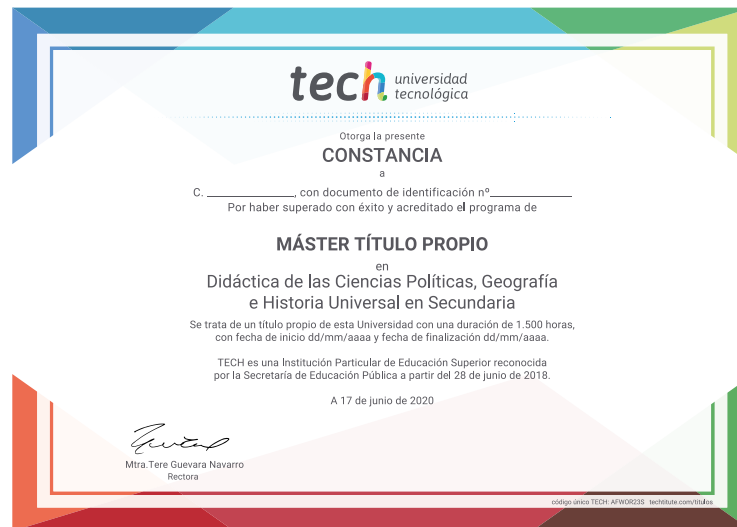 tech universidad
tecnológica
Otorga la presente
CONSTANCIA
a
C. ______________, con documento de identificación nº______________
Por haber superado con éxito y acreditado el programa de
MÁSTER TÍTULO PROPIO
en
Didáctica de las Ciencias Políticas, Geografía
e Historia Universal en Secundaria
Se trata de un título propio de esta Universidad con una duración de 1.500 horas,
con fecha de inicio dd/mm/aaaa y fecha de finalización dd/mm/aaaa.
TECH es una Institución Particular de Educación Superior reconocida
por la Secretaría de Educación Pública a partir del 28 de junio de 2018.
A 17 de junio de 2020
Mtra.Tere Guevara Navarro
Rectora
código único TECH: AFWOR23S techtitute.com/titulos